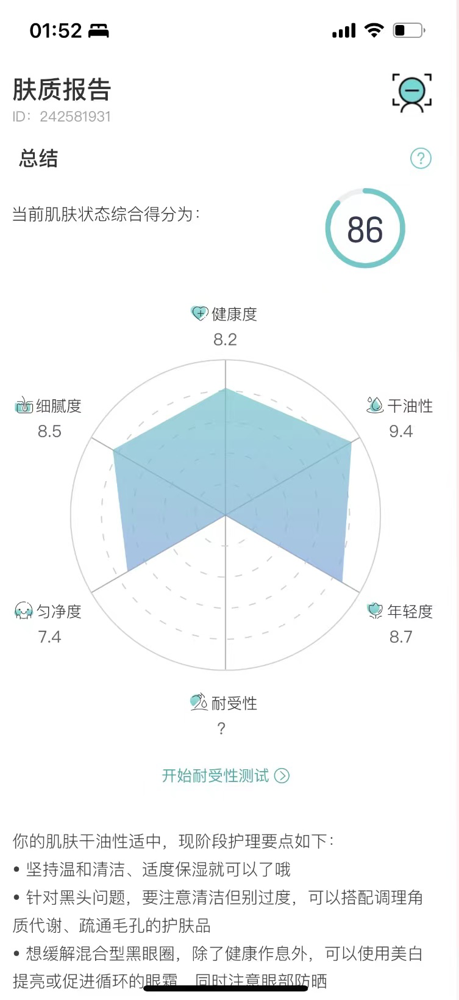 01:52
肤质报告
ID：242581931
总结
?
当前肌肤状态综合得分为：
86
健康度
8.2
细腻度
8.5
干油性
9.4
匀净度
7.4
年轻度
8.7
耐受性
?
开始耐受性测试
你的肌肤干油性适中，现阶段护理要点如下：
• 坚持温和清洁、适度保湿就可以了哦
• 针对黑头问题，要注意清洁但别过度，可以搭配调理角
质代谢、疏通毛孔的护肤品
• 想缓解混合型黑眼圈，除了健康作息外，可以使用美白
提亮或促进循环的眼霜，同时注意眼部防晒